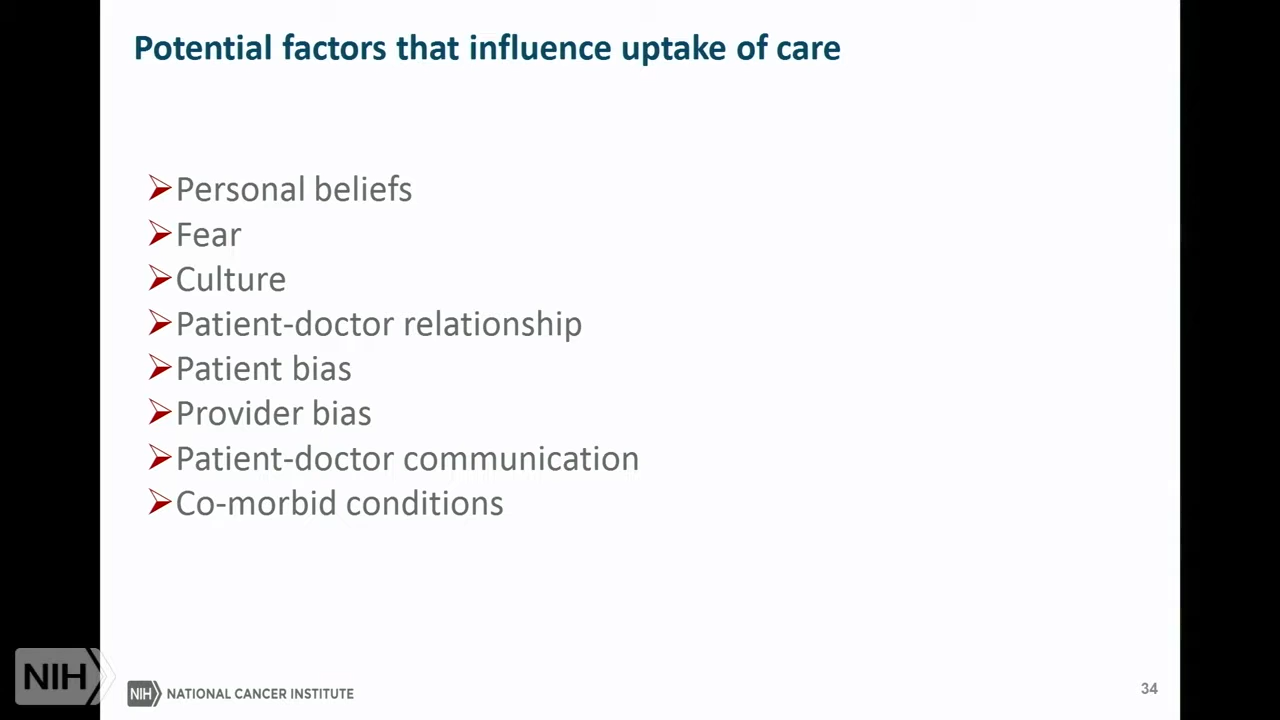 Potential factors that influence uptake of care
Personal beliefs
Fear
Culture
Patient-doctor relationship
Patient bias
Provider bias
Patient-doctor communication
Co-morbid conditions
NIH
NIH NATIONAL CANCER INSTITUTE
34